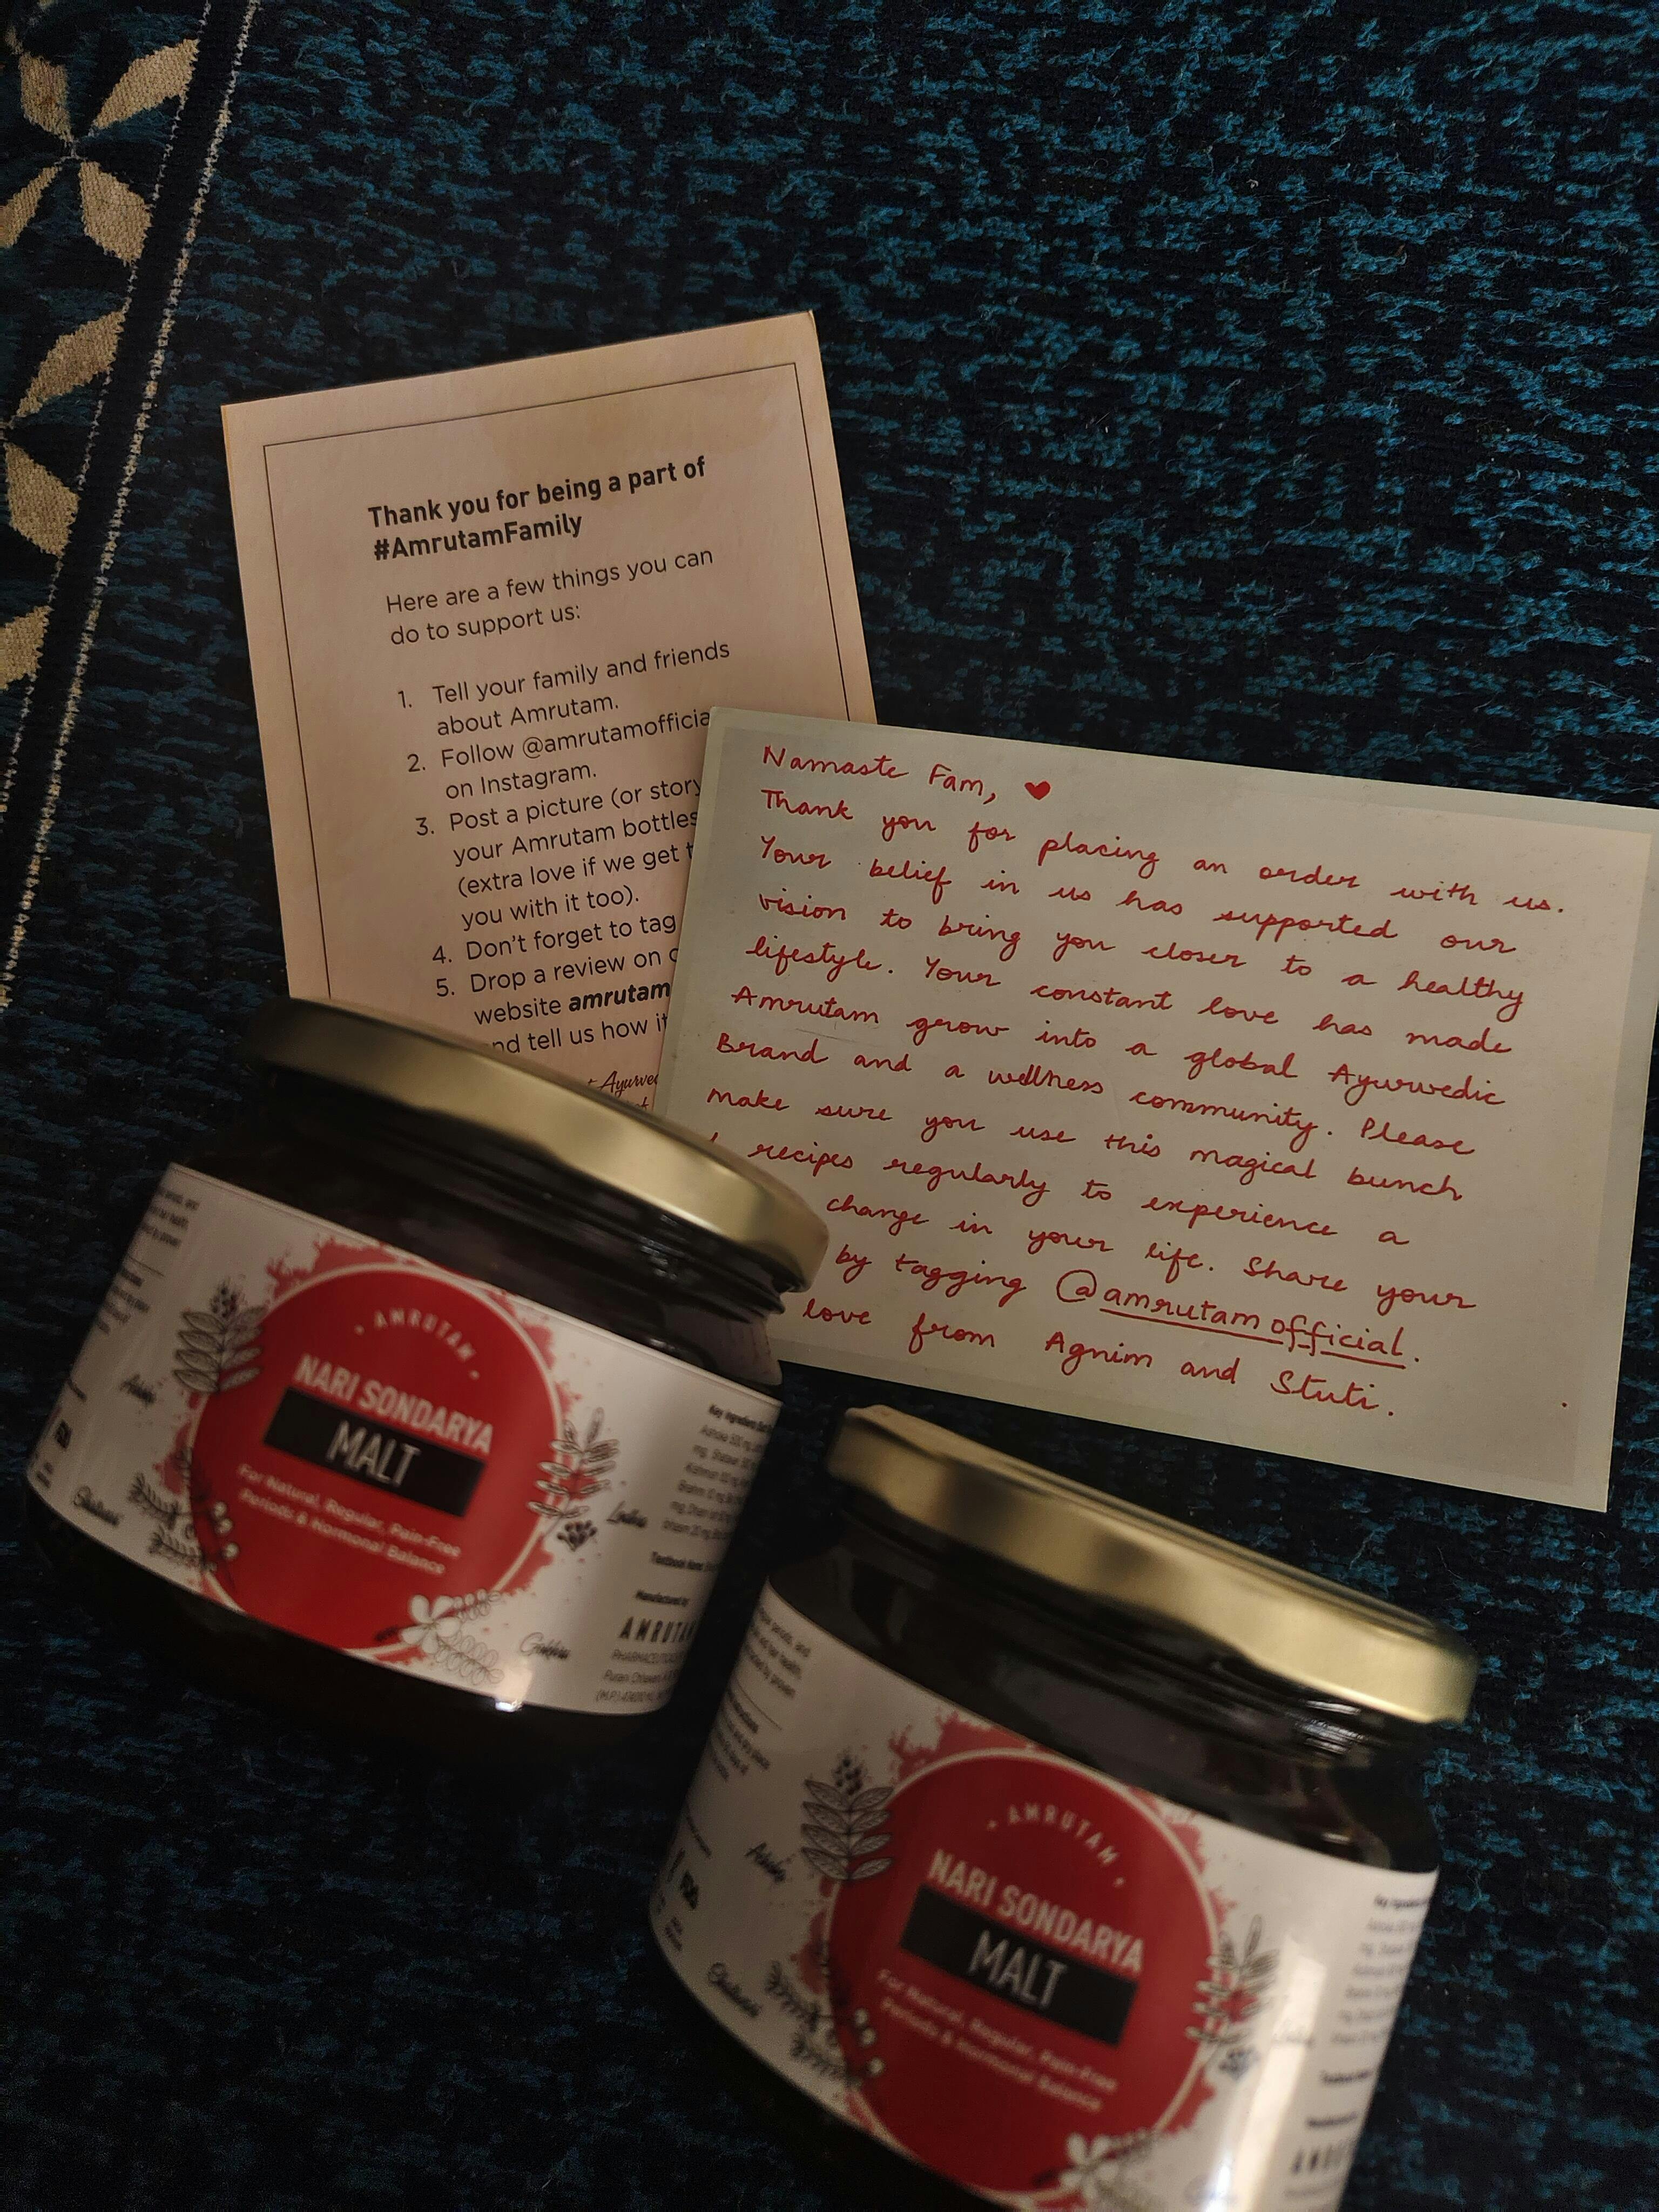 Thank you for being a part of
#AmrutamFamily
Here are a few things you can
do to support us:
1. Tell your family and friends
about Amrutam.
2. Follow @amrutamofficia
on Instagram.
3. Post a picture (or story
your Amrutam bottles
(extra love if we get t
you with it too).
4. Don't forget to tag
5. Drop a review on
website amrutam
nd tell us how it
Ayurved
Namaste Fam, ♥
Thank you for placing an order with us.
Your belief in us has supported our
vision to bring you closer to a healthy
lifestyle. Your constant love has made
Amrutam grow into a global Ayurvedic
Brand and a wellness community. Please
make sure you use this magical bunch
recipes regularly to experience a
change in your life. Share your
by tagging @amrutamofficial.
love from Agnim and Stuti.
• AMRUTAM •
NARI SONDARYA
MALT
For Natural, Regular, Pain-Free
Periods & Hormonal Balance
Lodhra
Shatavari
Manufactured by
AMRUTA
• AMRUTAM •
NARI SONDARYA
MALT
For Natural, Regular, Pain-Free
Periods & Hormonal Balance
Shatavari